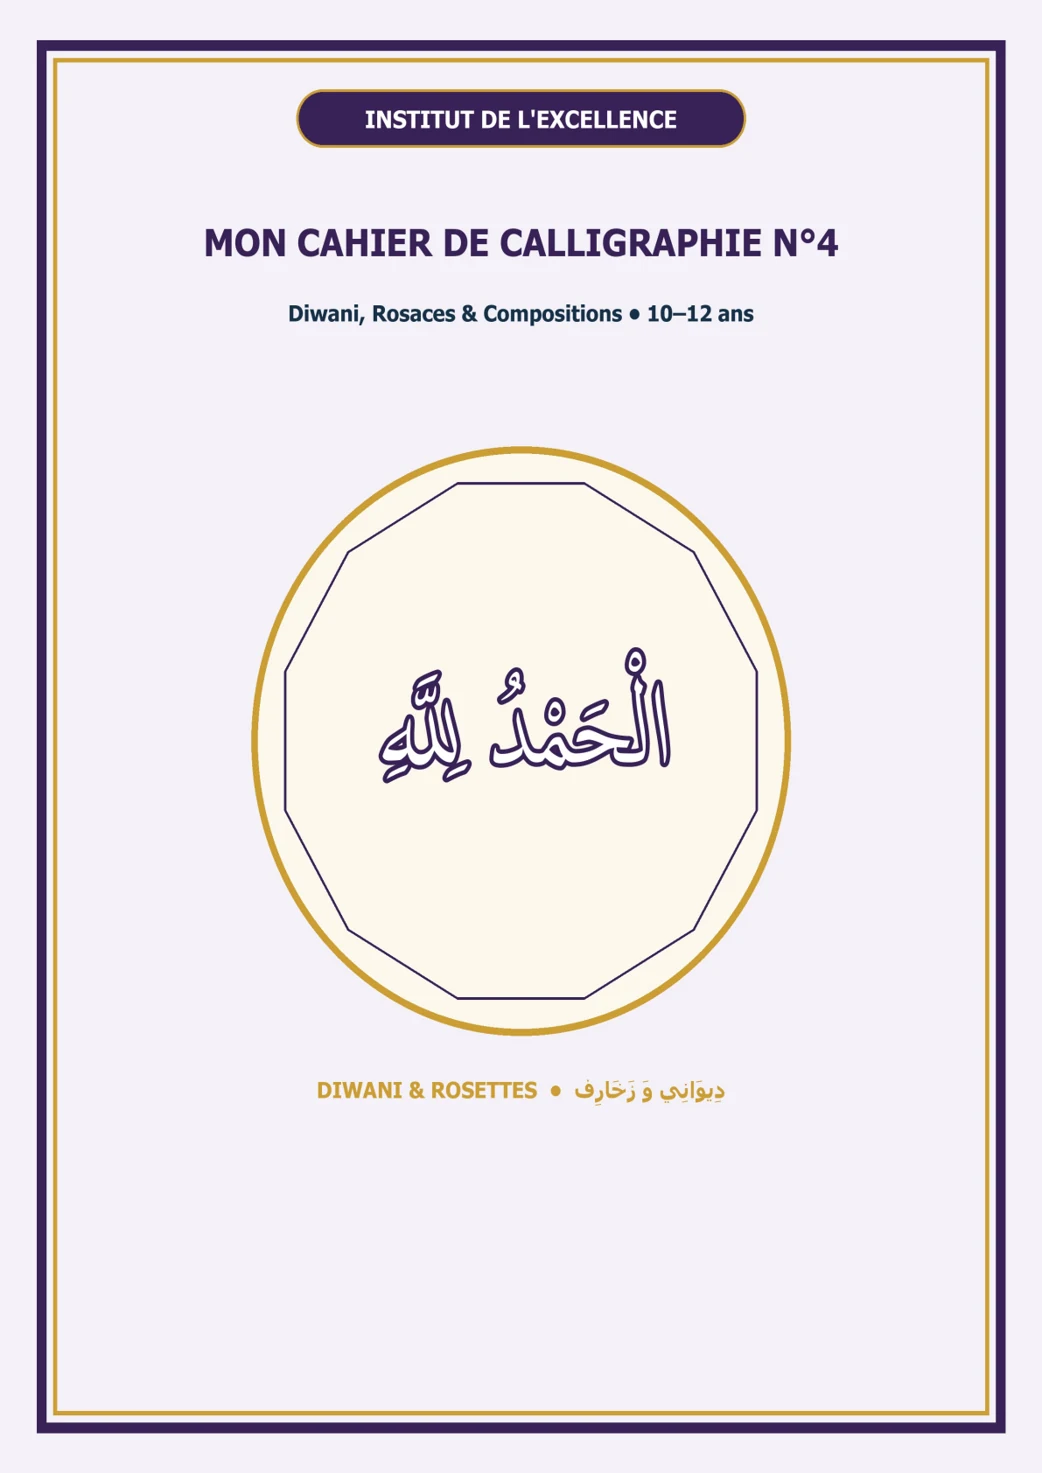 INSTITUT DE L'EXCELLENCE
MON CAHIER DE CALLIGRAPHIE N°4
Diwani, Rosaces & Compositions • 10–12 ans
الْحَمْدُ لِلَّهِ
DIWANI & ROSETTES • دِيوَانِي وَ زَخَارِف